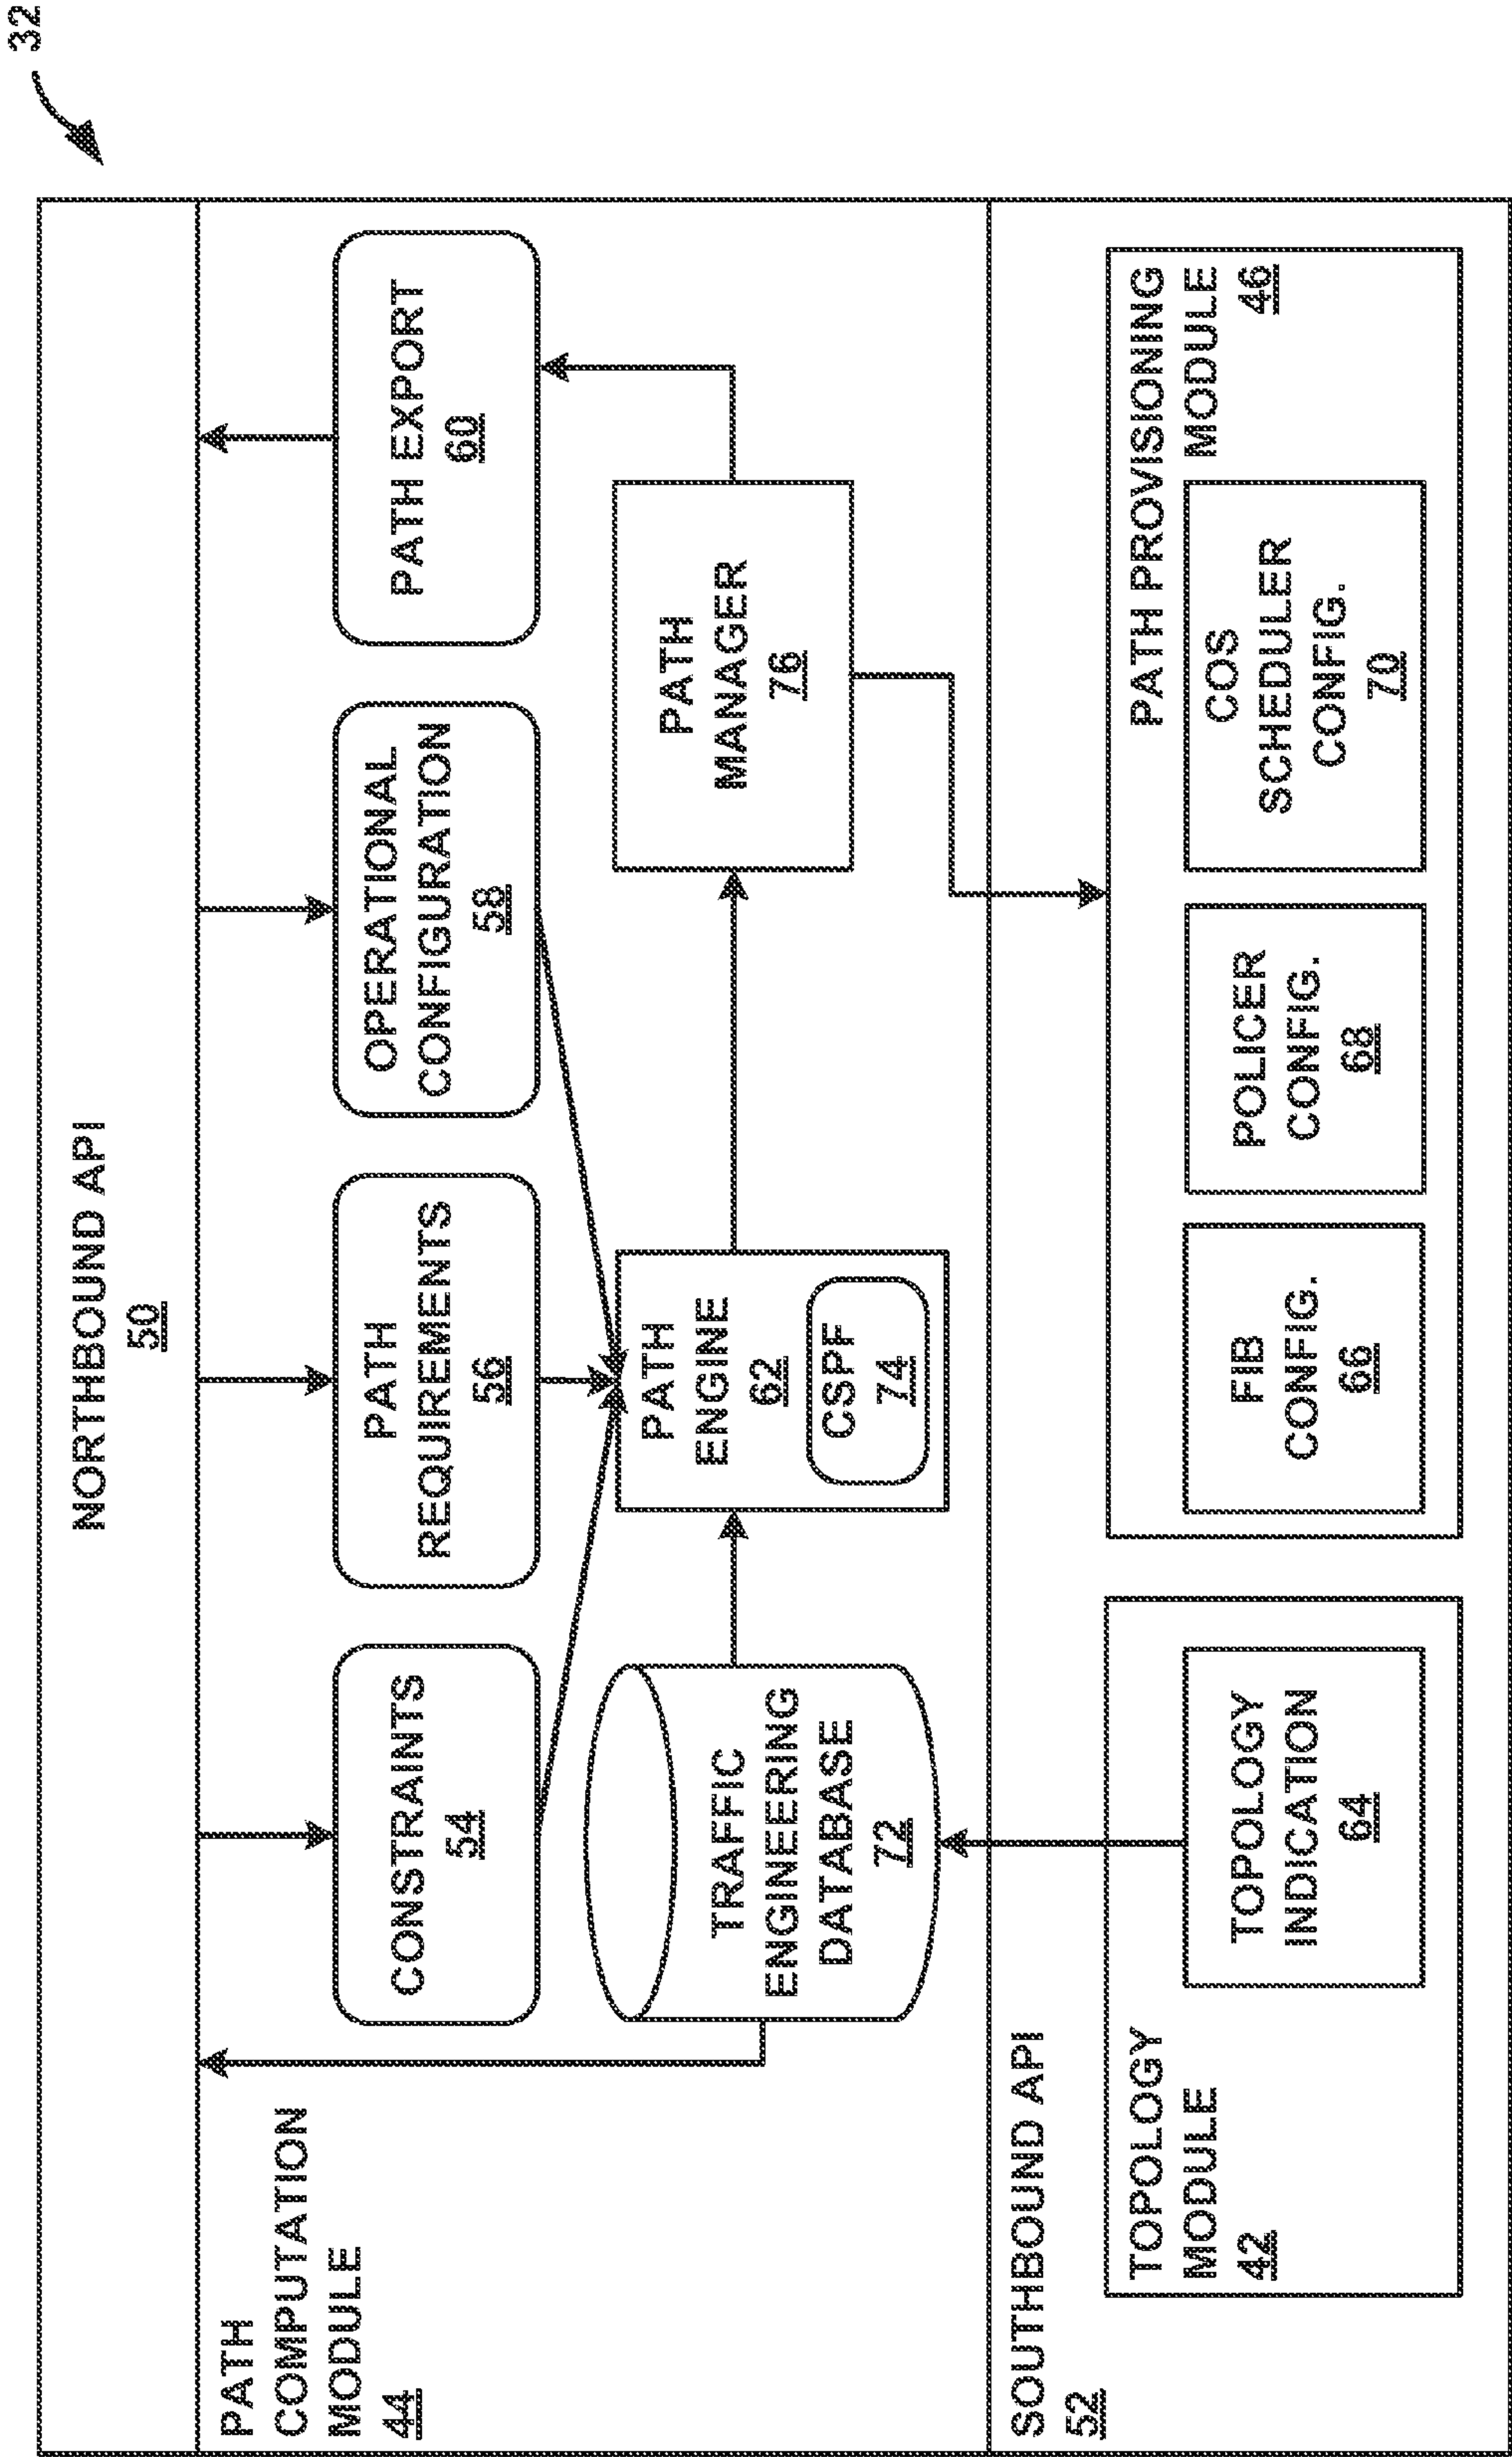 32
NORTHBOUND API
50
PATH
COMPUTATION
MODULE
44
CONSTRAINTS
54
PATH
REQUIREMENTS
56
OPERATIONAL
CONFIGURATION
58
PATH EXPORT
60
TRAFFIC
ENGINEERING
DATABASE
72
PATH
ENGINE
62
CSPF
74
PATH
MANAGER
76
SOUTHBOUND API
52
TOPOLOGY
MODULE
42
TOPOLOGY
INDICATION
64
PATH PROVISIONING
MODULE
46
FIB
CONFIG.
66
POLICER
CONFIG.
68
COS
SCHEDULER
CONFIG.
70